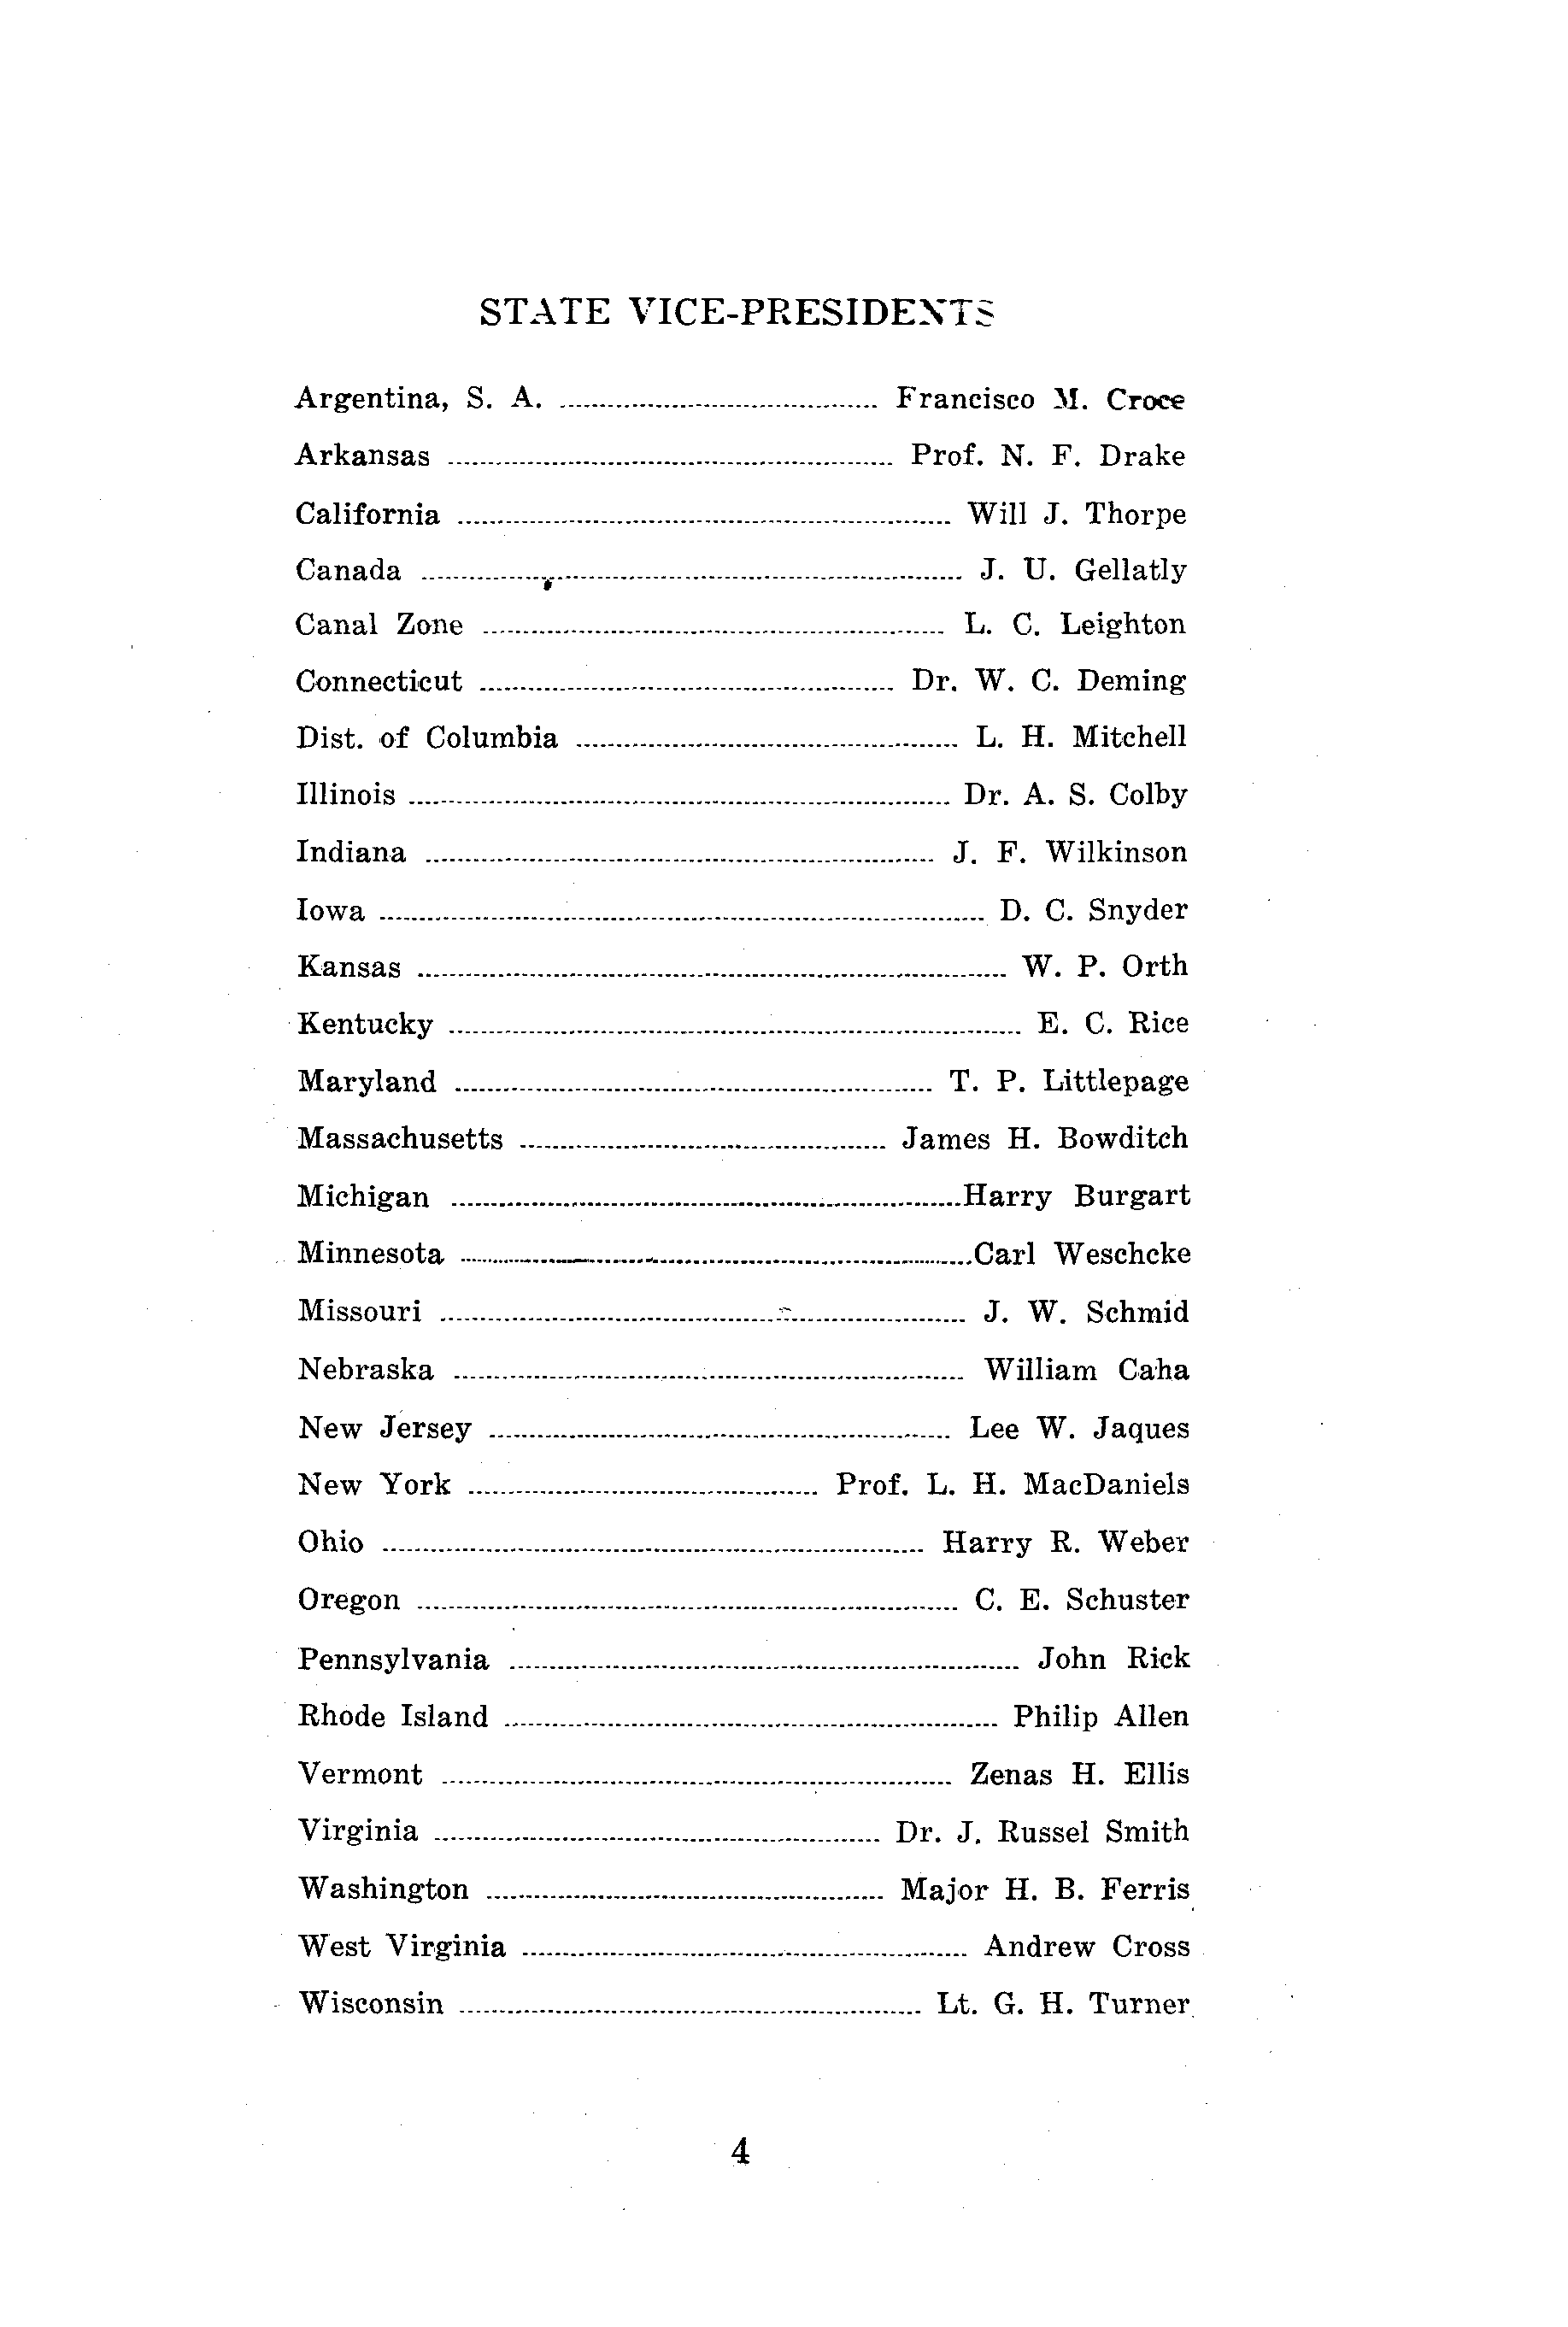 STATE VICE-PRESIDENTS
Argentina, S. A. ........ Francisco M. Croce
Arkansas ........ Prof. N. F. Drake
California ........ Will J. Thorpe
Canada ........ J. U. Gellatly
Canal Zone ........ L. C. Leighton
Connecticut ........ Dr. W. C. Deming
Dist. of Columbia ........ L. H. Mitchell
Illinois ........ Dr. A. S. Colby
Indiana ........ J. F. Wilkinson
Iowa ........ D. C. Snyder
Kansas ........ W. P. Orth
Kentucky ........ E. C. Rice
Maryland ........ T. P. Littlepage
Massachusetts ........ James H. Bowditch
Michigan ........ Harry Burgart
Minnesota ........ Carl Weschcke
Missouri ........ J. W. Schmid
Nebraska ........ William Caha
New Jersey ........ Lee W. Jaques
New York ........ Prof. L. H. MacDaniels
Ohio ........ Harry R. Weber
Oregon ........ C. E. Schuster
Pennsylvania ........ John Rick
Rhode Island ........ Philip Allen
Vermont ........ Zenas H. Ellis
Virginia ........ Dr. J. Russel Smith
Washington ........ Major H. B. Ferris
West Virginia ........ Andrew Cross
Wisconsin ........ Lt. G. H. Turner
4